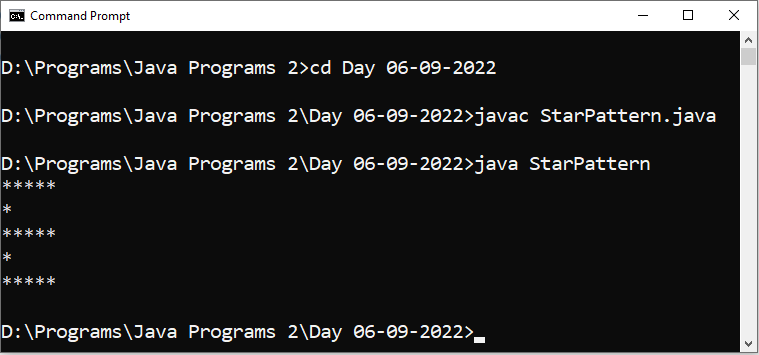 Command Prompt
D:\Programs\Java Programs 2>cd Day 06-09-2022
D:\Programs\Java Programs 2\Day 06-09-2022>javac StarPattern.java
D:\Programs\Java Programs 2\Day 06-09-2022>java StarPattern
*****
*
*****
*
*****
D:\Programs\Java Programs 2\Day 06-09-2022>_